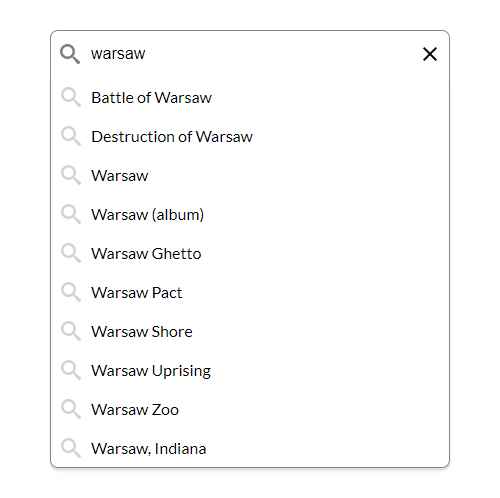 warsaw
Battle of Warsaw
Destruction of Warsaw
Warsaw
Warsaw (album)
Warsaw Ghetto
Warsaw Pact
Warsaw Shore
Warsaw Uprising
Warsaw Zoo
Warsaw, Indiana